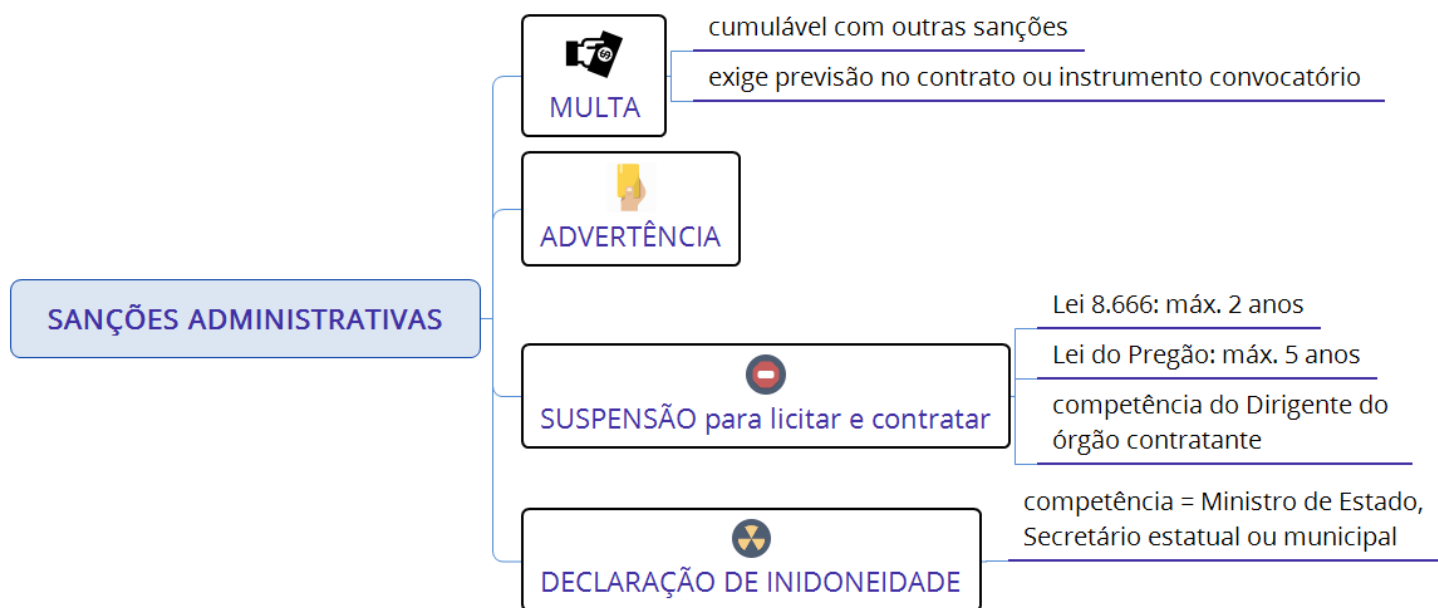 cumulável com outras sanções
exige previsão no contrato ou instrumento convocatório
MULTA
ADVERTÊNCIA
SANÇÕES ADMINISTRATIVAS
Lei 8.666: máx. 2 anos
Lei do Pregão: máx. 5 anos
competência do Dirigente do
órgão contratante
SUSPENSÃO para licitar e contratar
competência = Ministro de Estado,
Secretário estatual ou municipal
DECLARAÇÃO DE INIDONEIDADE